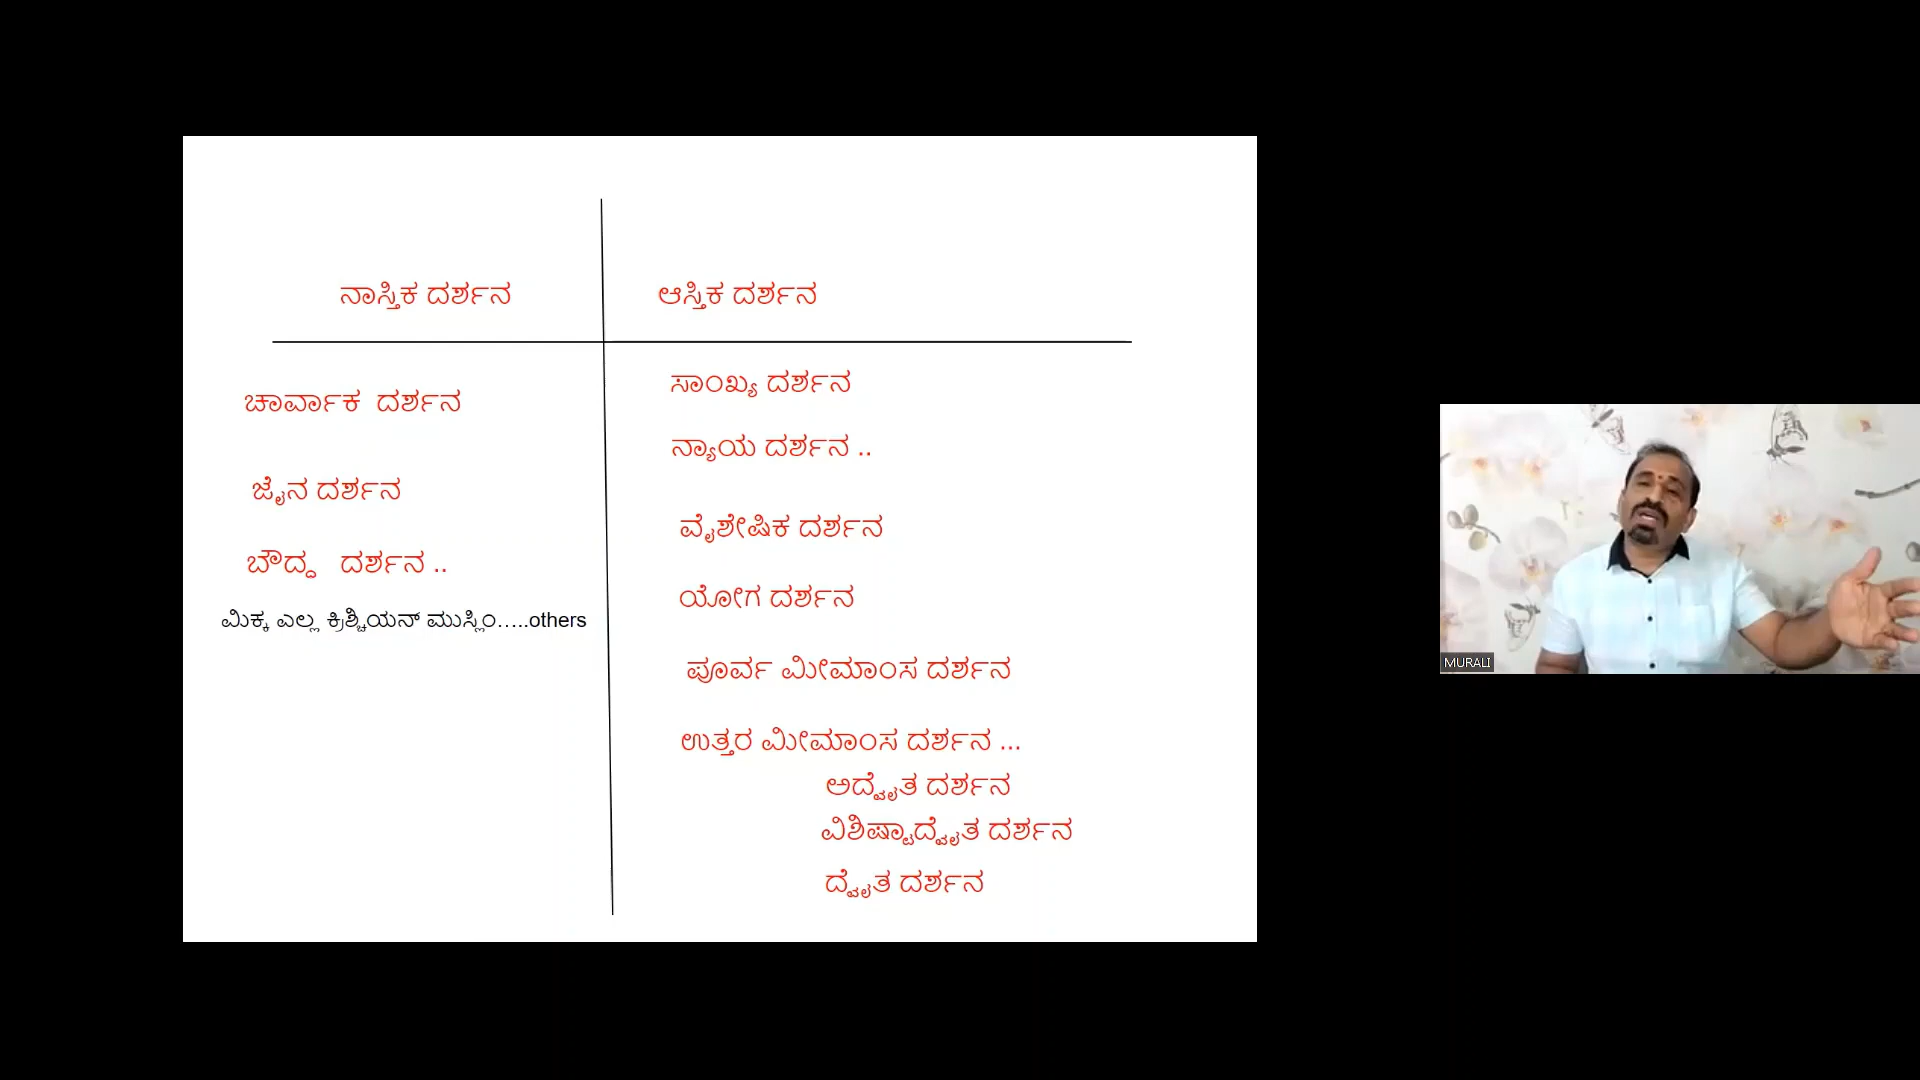 ನಾಸ್ತಿಕ ದರ್ಶನ
ಆಸ್ತಿಕ ದರ್ಶನ
ಚಾರ್ವಾಕ ದರ್ಶನ
ಜೈನ ದರ್ಶನ
ಬೌದ್ದ ದರ್ಶನ ..
ಮಿಕ್ಕ ಎಲ್ಲ ಕ್ರಿಶ್ಚಿಯನ್ ಮುಸ್ಲಿಂ…..others
ಸಾಂಖ್ಯ ದರ್ಶನ
ನ್ಯಾಯ ದರ್ಶನ ..
ವೈಶೇಷಿಕ ದರ್ಶನ
ಯೋಗ ದರ್ಶನ
ಪೂರ್ವ ಮೀಮಾಂಸ ದರ್ಶನ
ಉತ್ತರ ಮೀಮಾಂಸ ದರ್ಶನ ...
ಅದ್ವೈತ ದರ್ಶನ
ವಿಶಿಷ್ಟಾದ್ವೈತ ದರ್ಶನ
ದ್ವೈತ ದರ್ಶನ
MURALI